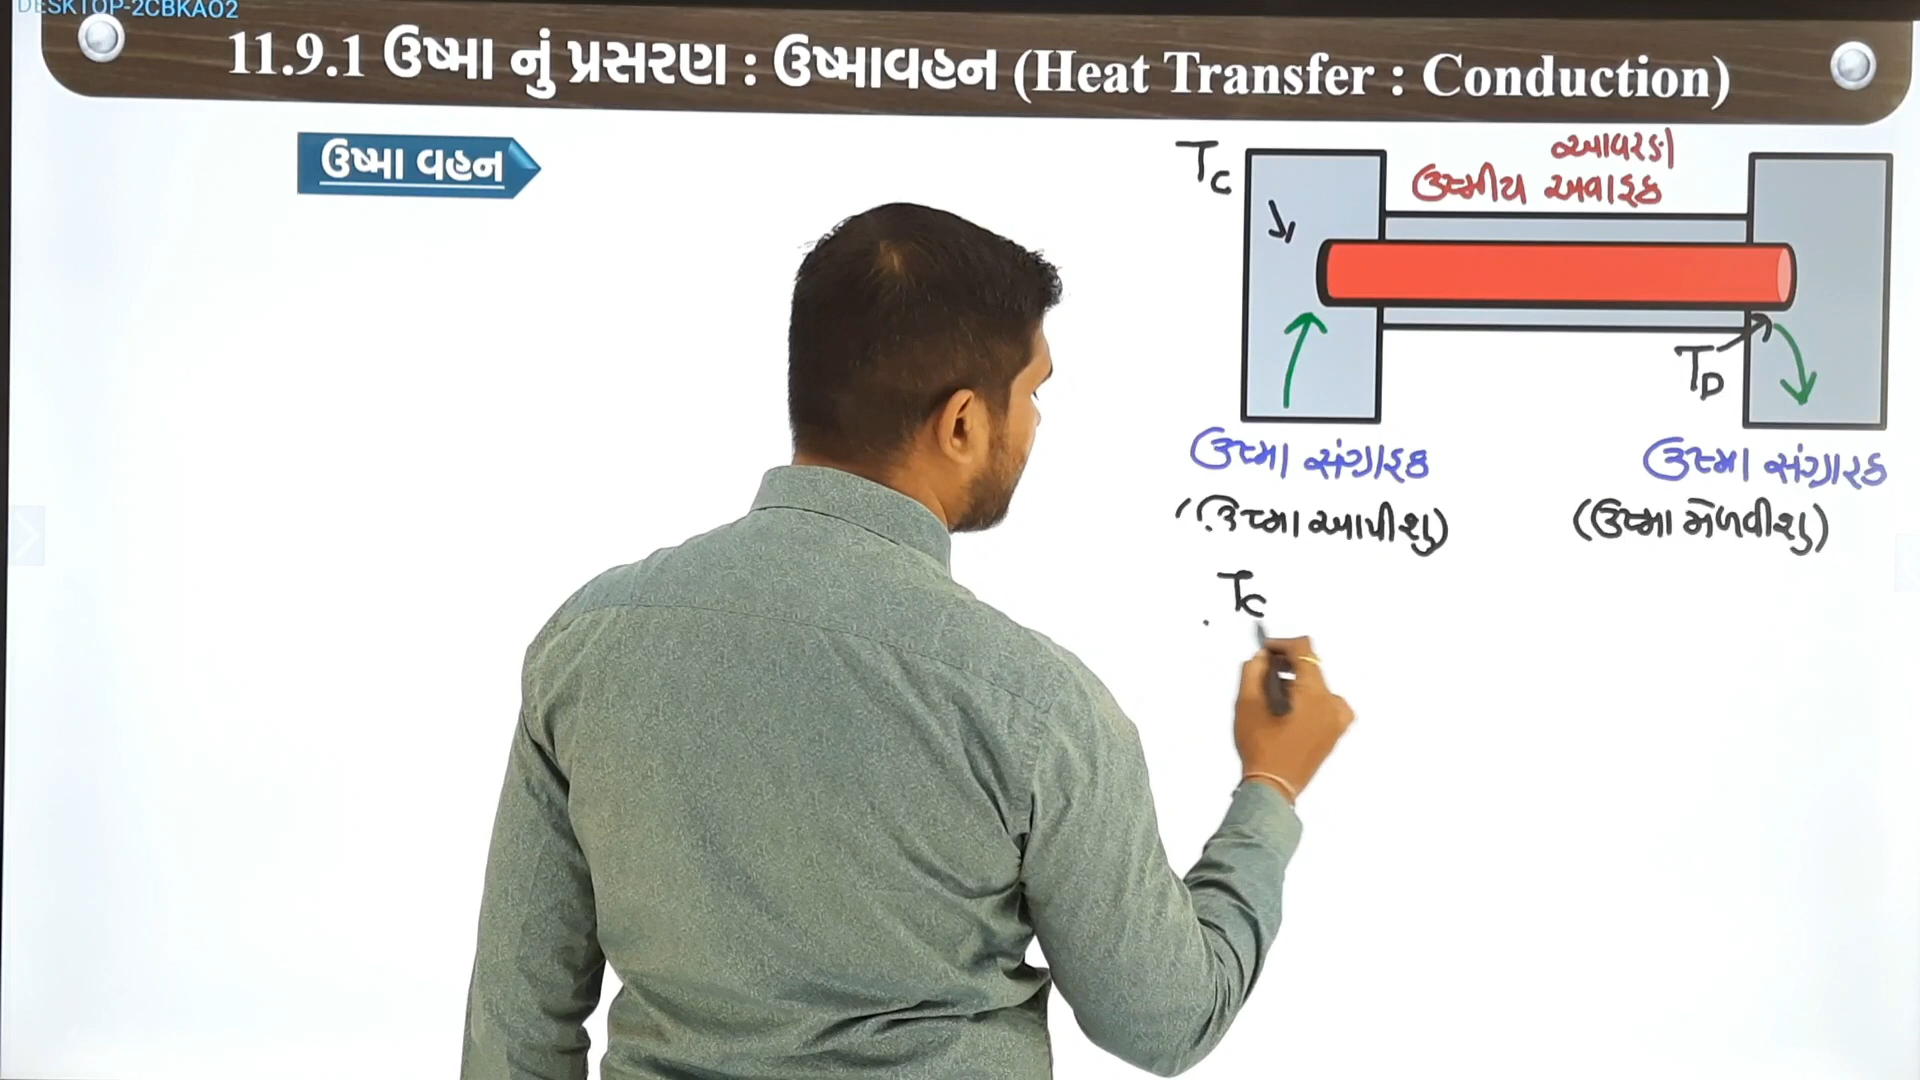 DESKTOP-2CBKAO2
11.9.1 ઉષ્મા નું પ્રસરણ : ઉષ્માવહન (Heat Transfer : Conduction)
ઉષ્મા વહન
આવરણ
ઉષ્મીય અવાહક
TC
TD
ઉષ્મા સંગ્રાહક
ઉષ્મા સંગ્રાહક
(ઉષ્મા આપીશુ)
(ઉષ્મા મેળવીશુ)
TC